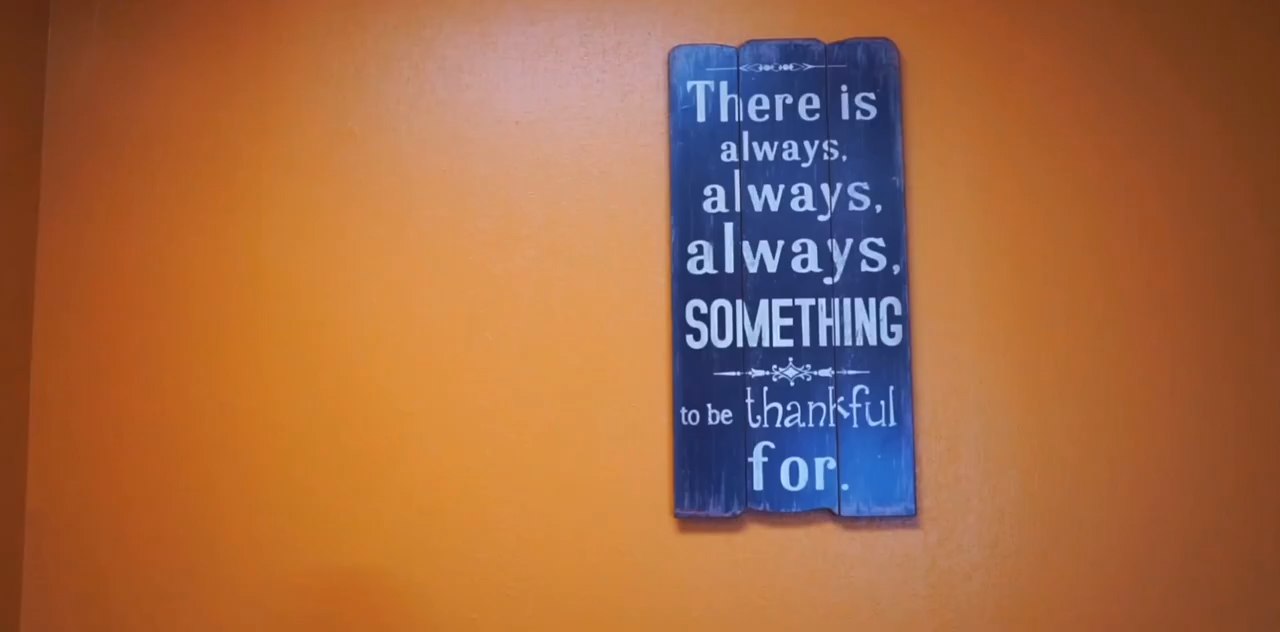 There is
always,
always,
always,
SOMETHING
to be thankful
for.